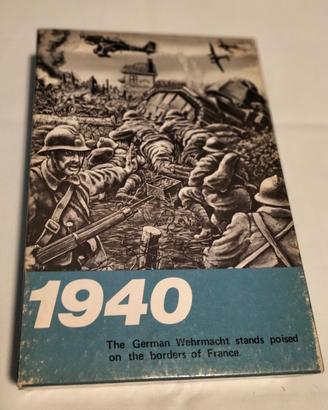 1940
The German Wehrmacht stands poised
on the borders of France.